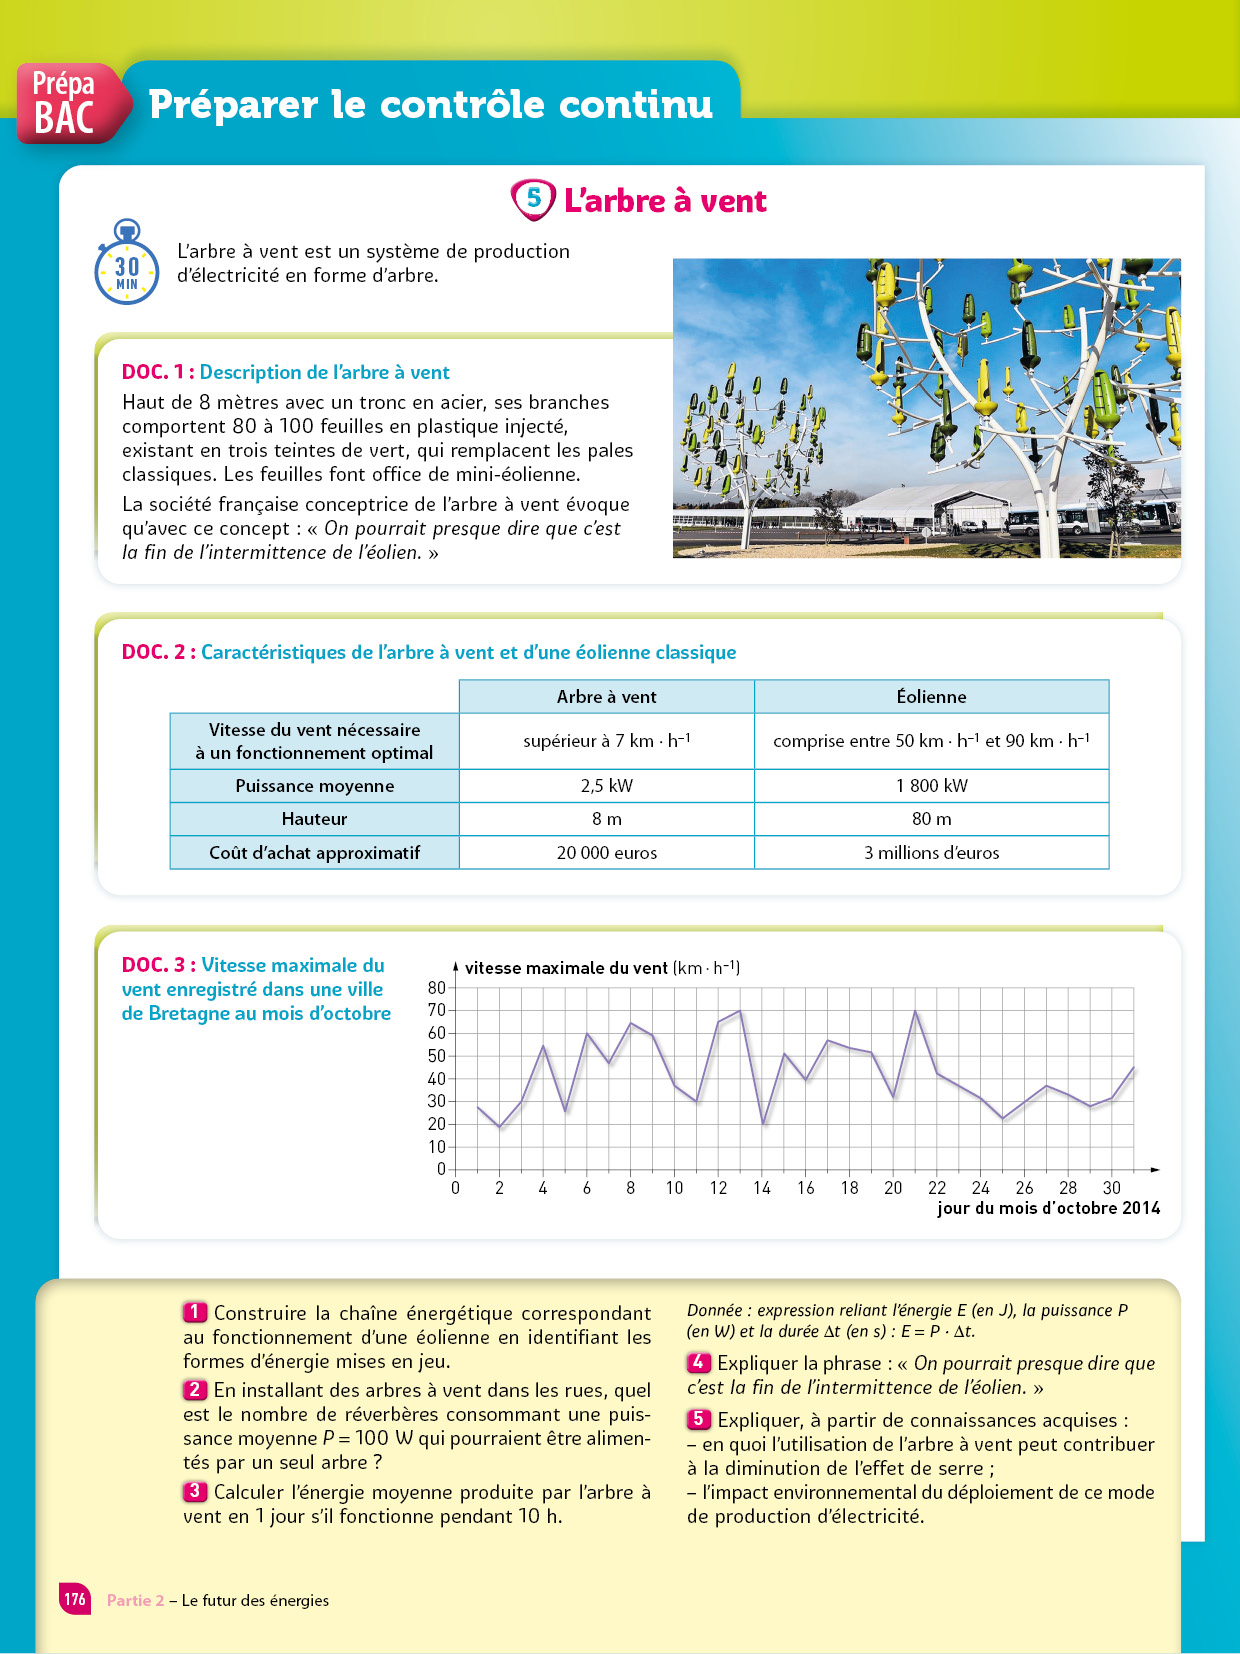 Prépa
BAC
Préparer le contrôle continu
5 L’arbre à vent
30
MIN
L’arbre à vent est un système de production
d’électricité en forme d’arbre.
DOC. 1 : Description de l’arbre à vent
Haut de 8 mètres avec un tronc en acier, ses branches
comportent 80 à 100 feuilles en plastique injecté,
existant en trois teintes de vert, qui remplacent les pales
classiques. Les feuilles font office de mini-éolienne.
La société française conceptrice de l’arbre à vent évoque
qu’avec ce concept : « On pourrait presque dire que c’est
la fin de l’intermittence de l’éolien. »
DOC. 2 : Caractéristiques de l’arbre à vent et d’une éolienne classique
Arbre à vent Éolienne
Vitesse du vent nécessaire
à un fonctionnement optimal supérieur à 7 km · h⁻¹ comprise entre 50 km · h⁻¹ et 90 km · h⁻¹
Puissance moyenne 2,5 kW 1 800 kW
Hauteur 8 m 80 m
Coût d’achat approximatif 20 000 euros 3 millions d’euros
DOC. 3 : Vitesse maximale du
vent enregistré dans une ville
de Bretagne au mois d’octobre
vitesse maximale du vent (km · h⁻¹)
80
70
60
50
40
30
20
10
0
0 2 4 6 8 10 12 14 16 18 20 22 24 26 28 30
jour du mois d’octobre 2014
1 Construire la chaîne énergétique correspondant
au fonctionnement d’une éolienne en identifiant les
formes d’énergie mises en jeu.
2 En installant des arbres à vent dans les rues, quel
est le nombre de réverbères consommant une puis-
sance moyenne P = 100 W qui pourraient être alimen-
tés par un seul arbre ?
3 Calculer l’énergie moyenne produite par l’arbre à
vent en 1 jour s’il fonctionne pendant 10 h.
Donnée : expression reliant l’énergie E (en J), la puissance P
(en W) et la durée Δt (en s) : E = P · Δt.
4 Expliquer la phrase : « On pourrait presque dire que
c’est la fin de l’intermittence de l’éolien. »
5 Expliquer, à partir de connaissances acquises :
– en quoi l’utilisation de l’arbre à vent peut contribuer
à la diminution de l’effet de serre ;
– l’impact environnemental du déploiement de ce mode
de production d’électricité.
176 Partie 2 – Le futur des énergies